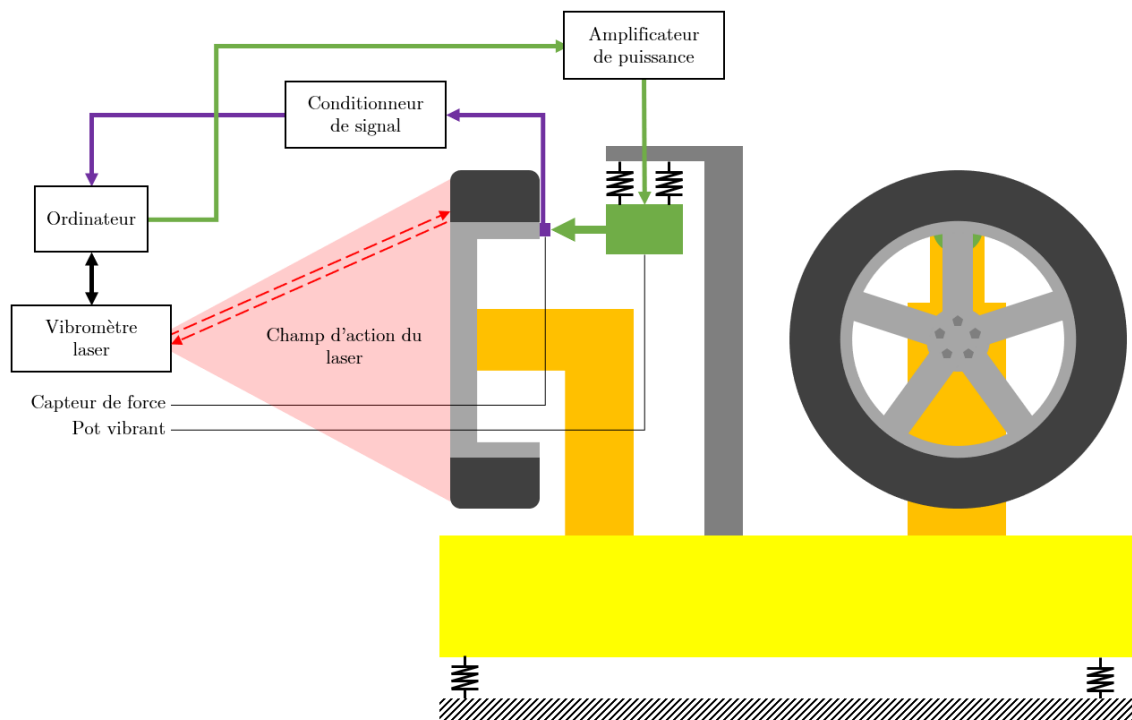 Amplificateur
de puissance
Conditionneur
de signal
Ordinateur
Vibromètre
laser
Champ d'action du
laser
Capteur de force
Pot vibrant